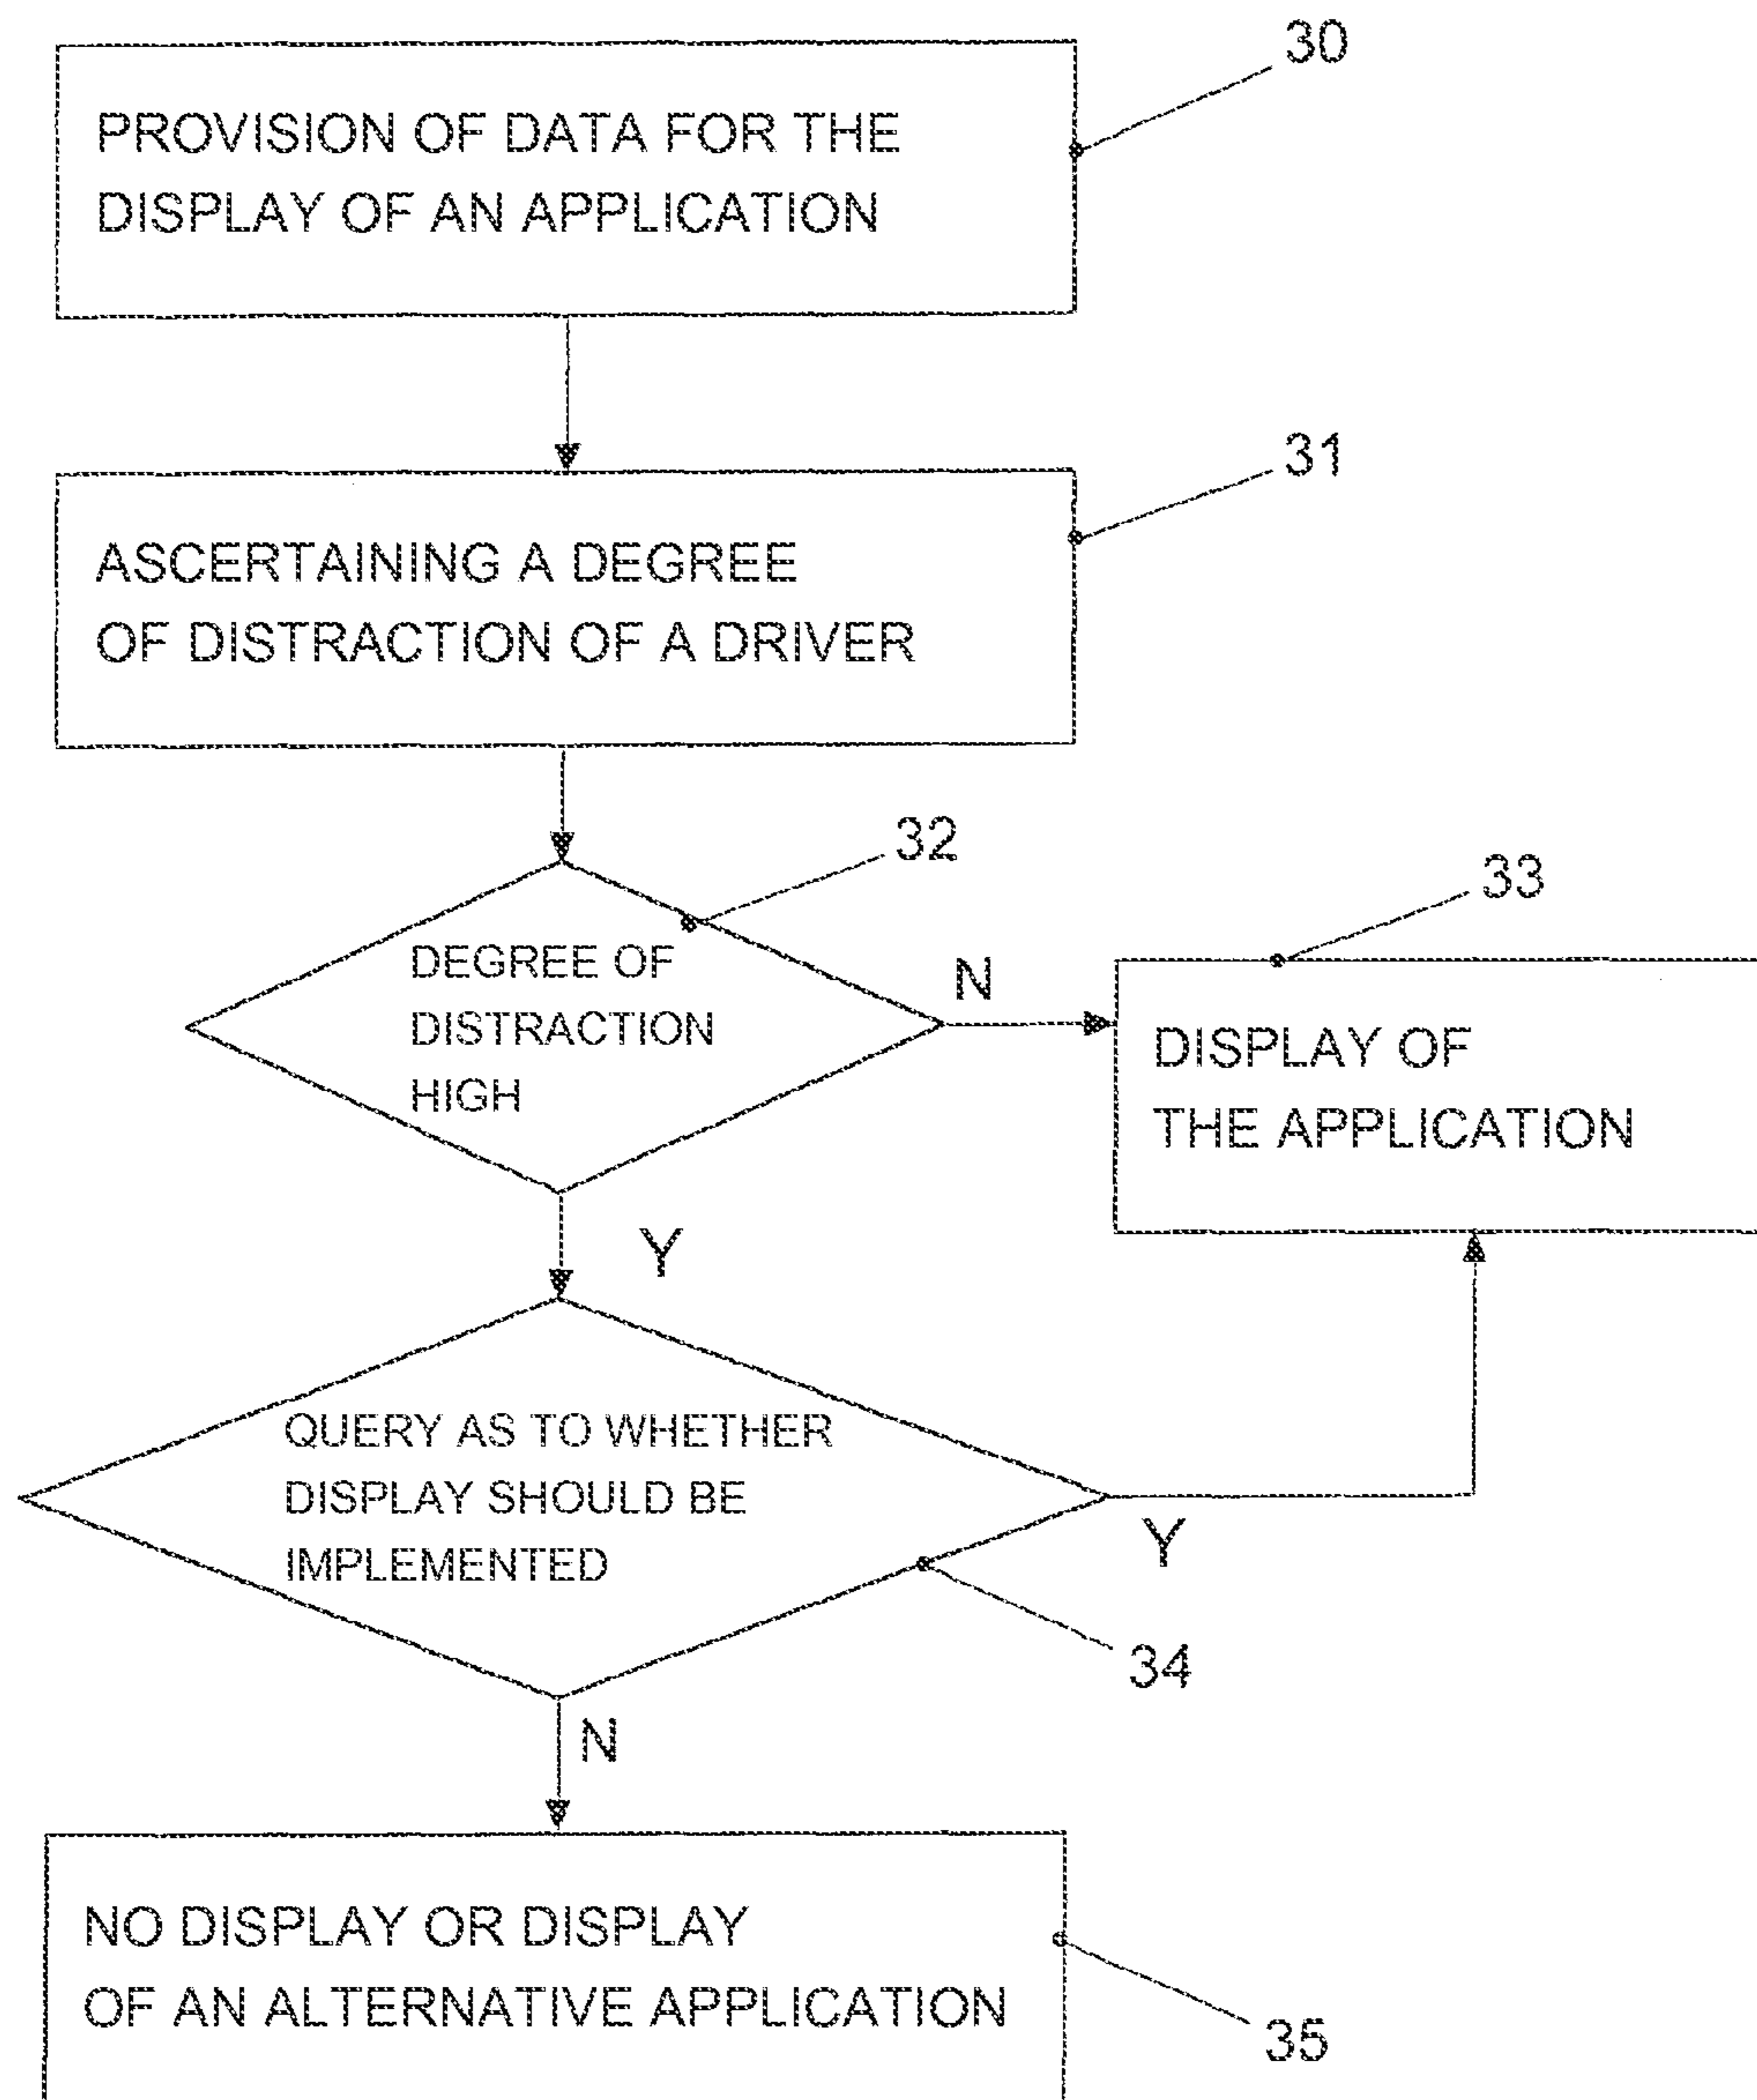 30
PROVISION OF DATA FOR THE
DISPLAY OF AN APPLICATION
31
ASCERTAINING A DEGREE
OF DISTRACTION OF A DRIVER
32
DEGREE OF
DISTRACTION
HIGH
N
33
DISPLAY OF
THE APPLICATION
Y
QUERY AS TO WHETHER
DISPLAY SHOULD BE
IMPLEMENTED
Y
34
N
NO DISPLAY OR DISPLAY
OF AN ALTERNATIVE APPLICATION
35